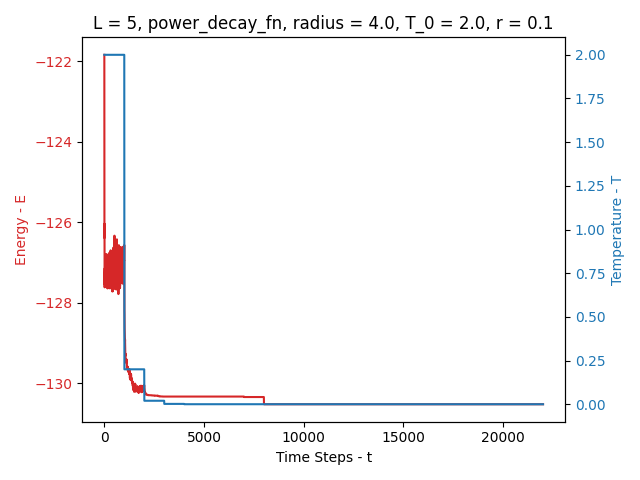 L = 5, power_decay_fn, radius = 4.0, T_0 = 2.0, r = 0.1
Energy - E
−122
−124
−126
−128
−130
2.00
1.75
1.50
1.25
1.00
0.75
0.50
0.25
0.00
Temperature - T
0 5000 10000 15000 20000
Time Steps - t